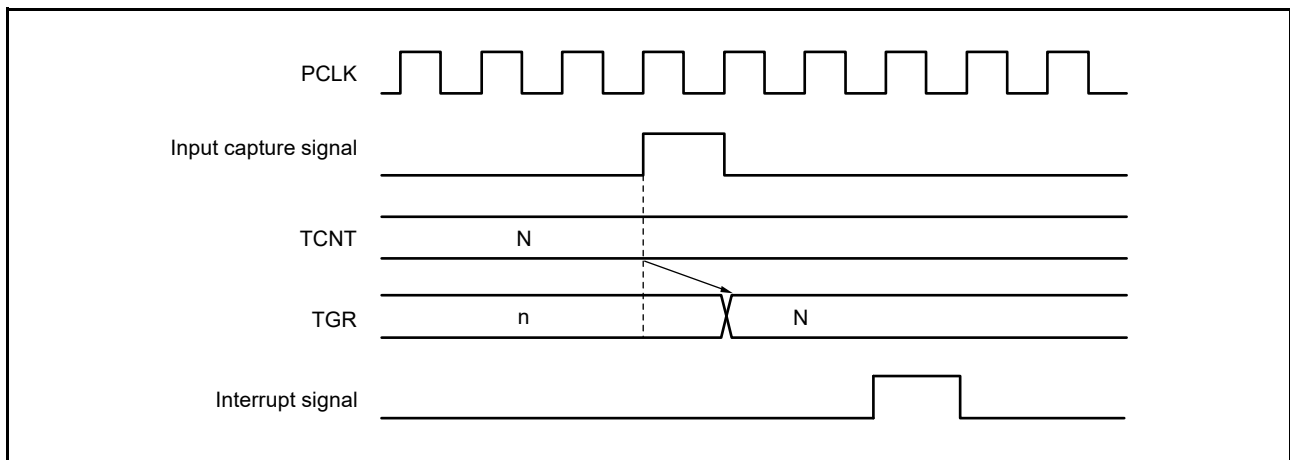 PCLK
Input capture signal
TCNT
N
TGR
n
N
Interrupt signal